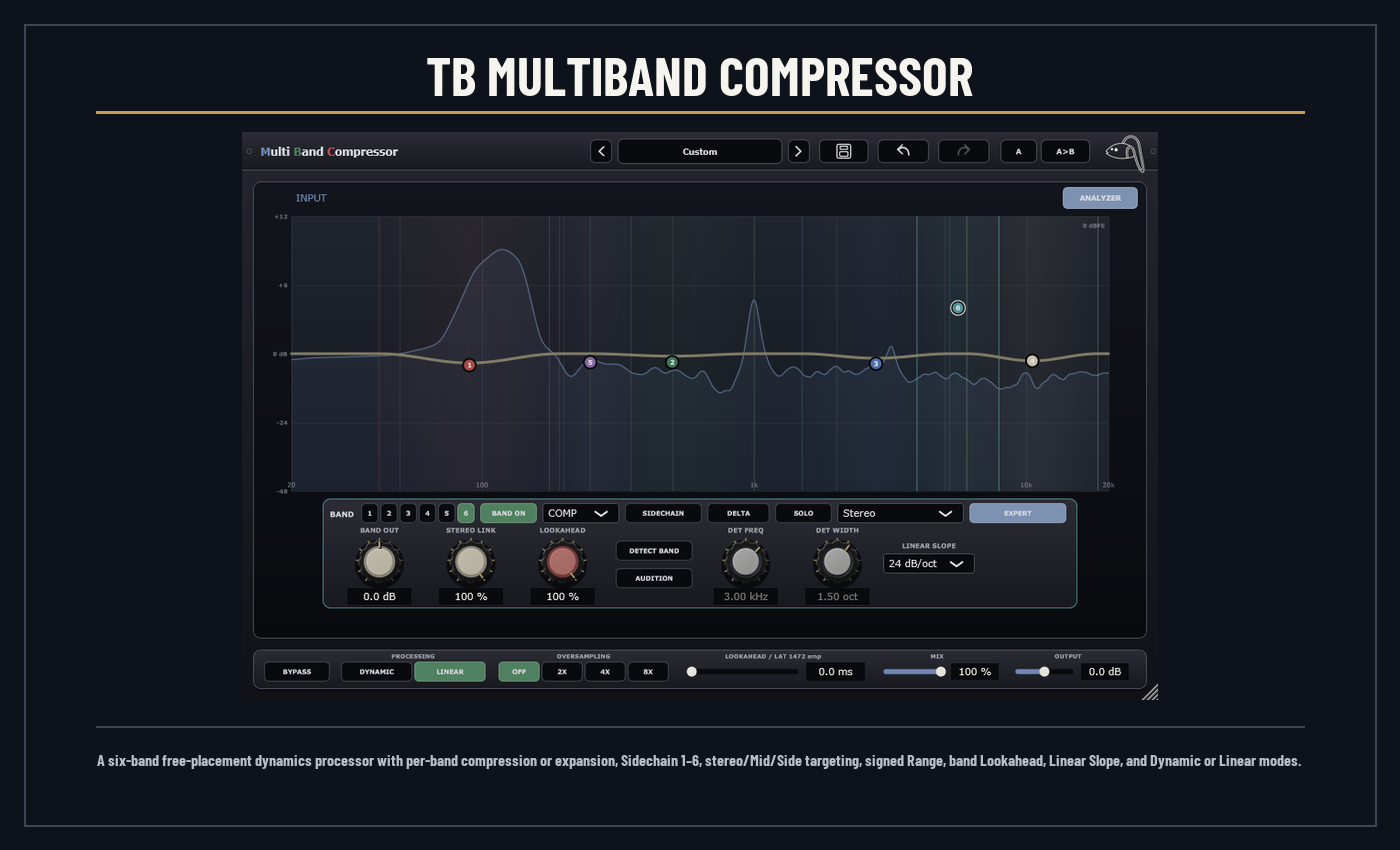 TB MULTIBAND COMPRESSOR
Multi Band Compressor
Custom
A
A>B
INPUT
ANALYZER
+12
0 dBFS
+6
6
0 dB
1
5
2
3
4
-24
-48
20
100
1k
10k
20k
BAND 1 2 3 4 5 6 BAND ON COMP SIDECHAIN DELTA SOLO Stereo EXPERT
BAND OUT STEREO LINK LOOKAHEAD DET FREQ DET WIDTH
LINEAR SLOPE
DETECT BAND
24 dB/oct
AUDITION
0.0 dB 100 % 100 % 3.00 kHz 1.50 oct
PROCESSING OVERSAMPLING LOOKAHEAD / LAT 1472 smp MIX OUTPUT
BYPASS DYNAMIC LINEAR OFF 2X 4X 8X 0.0 ms 100 % 0.0 dB
A six-band free-placement dynamics processor with per-band compression or expansion, Sidechain 1–6, stereo/Mid/Side targeting, signed Range, band Lookahead, Linear Slope, and Dynamic or Linear modes.